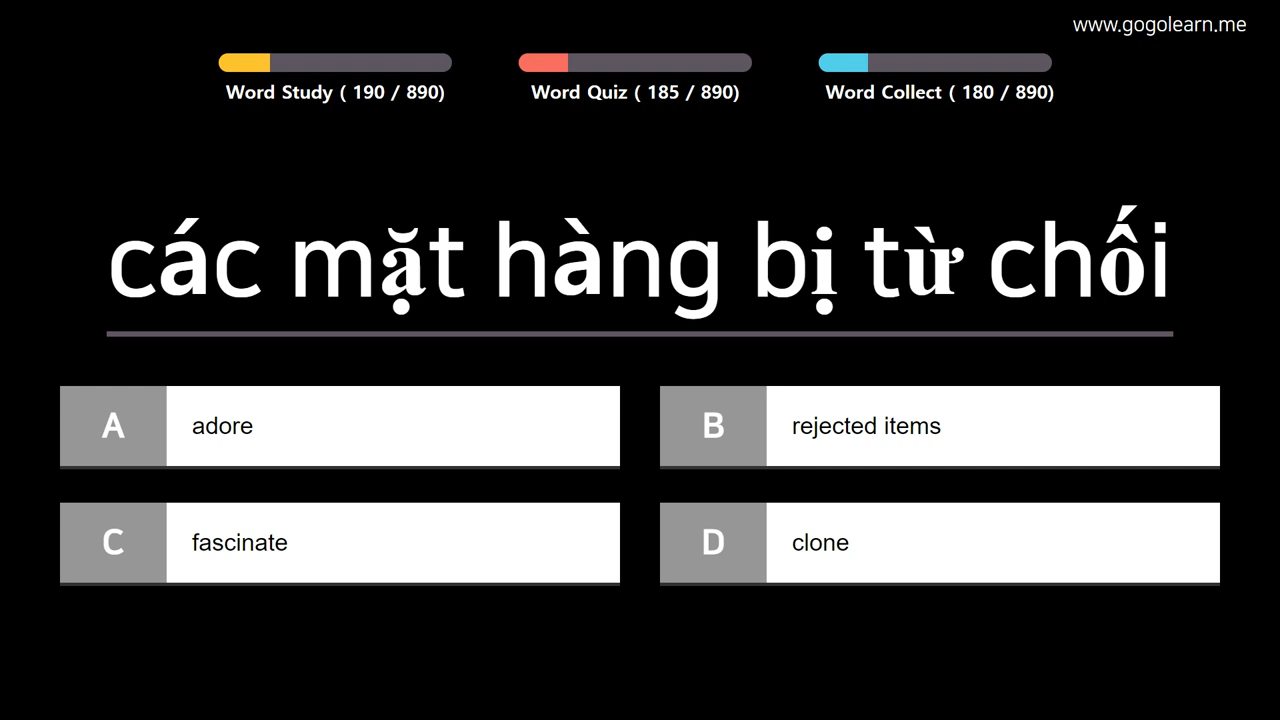 www.gogolearn.me
Word Study ( 190 / 890)
Word Quiz ( 185 / 890)
Word Collect ( 180 / 890)
các mặt hàng bị từ chối
A adore
B rejected items
C fascinate
D clone